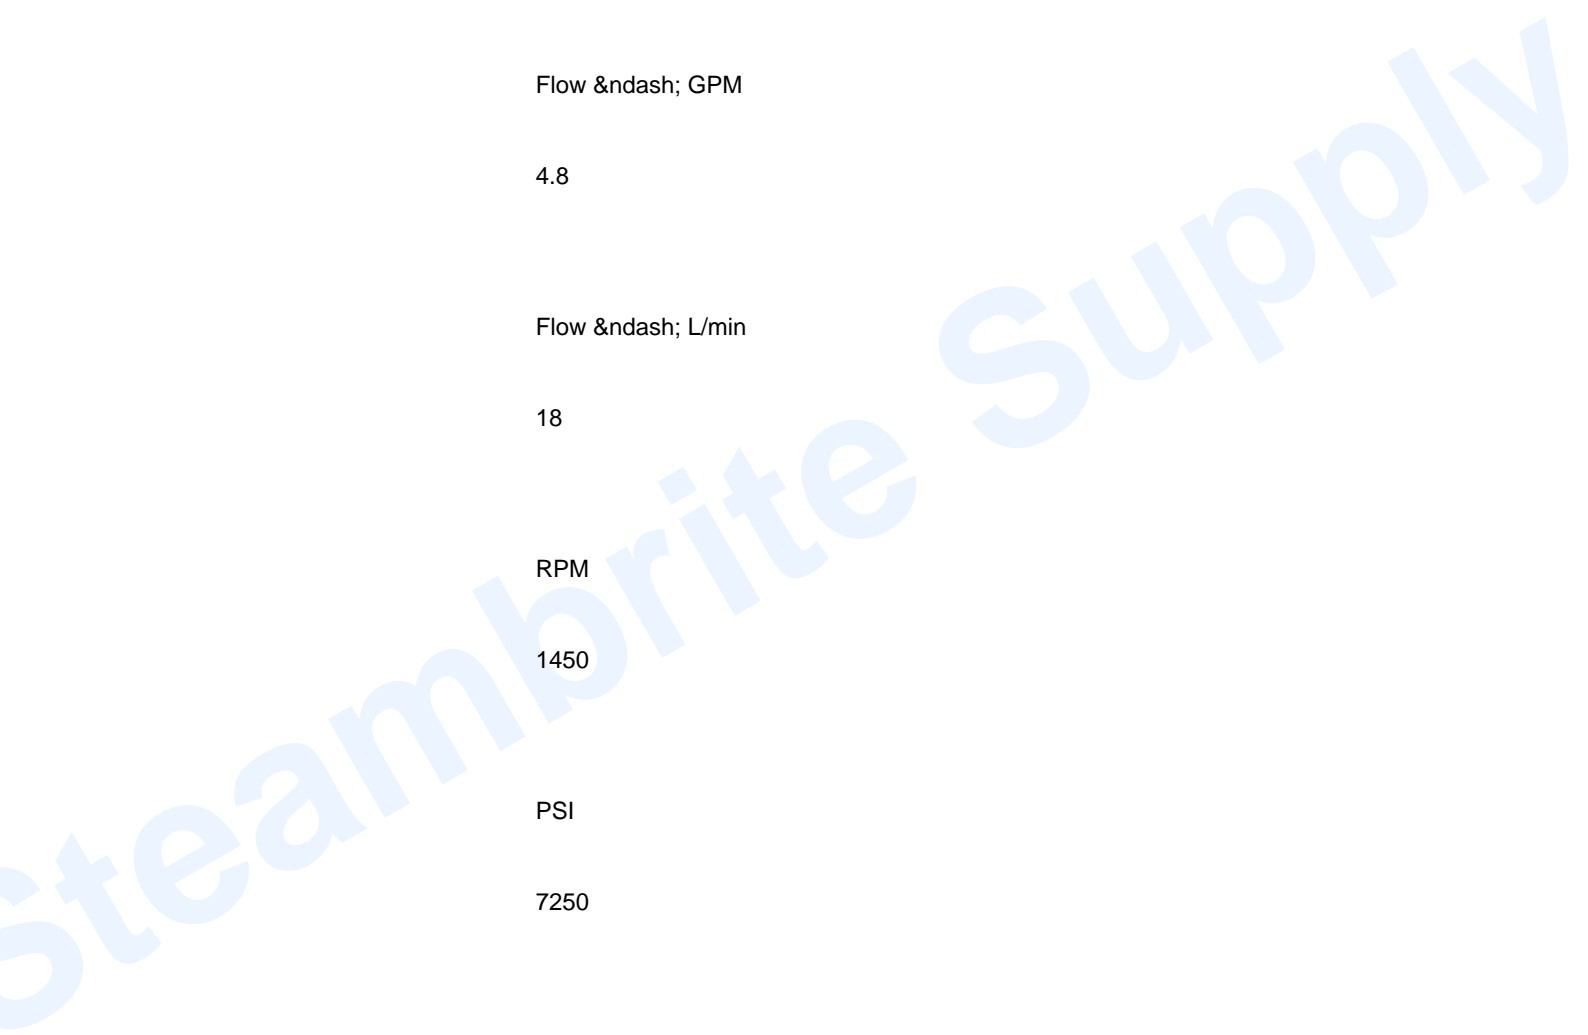 Flow &ndash; GPM
4.8
Flow &ndash; L/min
18
RPM
1450
PSI
7250
Steambrite Supply